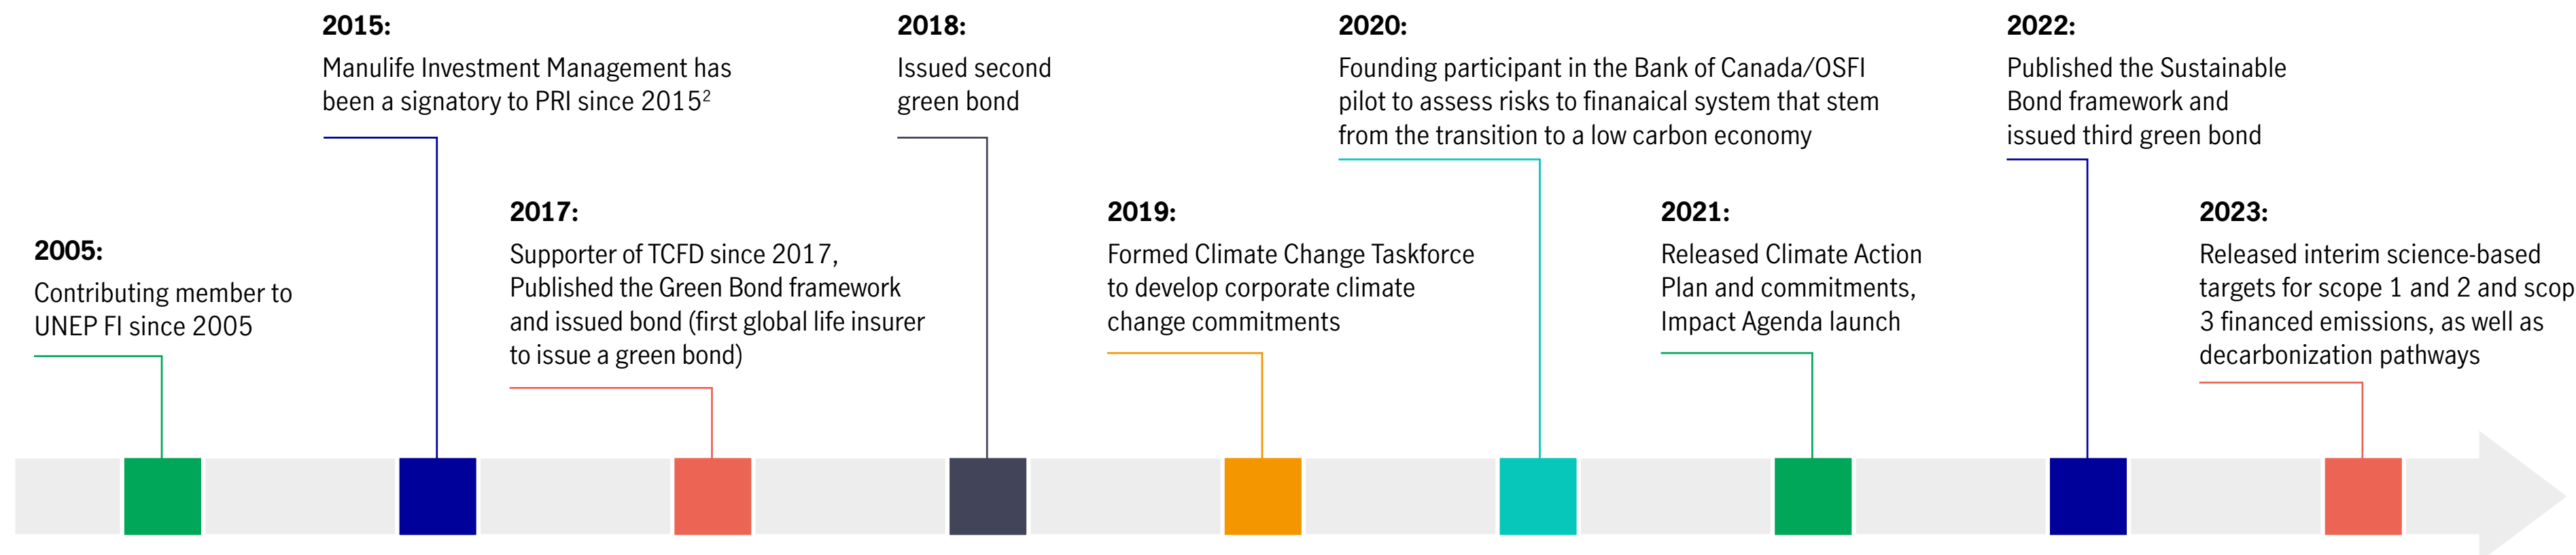 2005:
Contributing member to
UNEP FI since 2005
2015:
Manulife Investment Management has
been a signatory to PRI since 2015²
2017:
Supporter of TCFD since 2017,
Published the Green Bond framework
and issued bond (first global life insurer
to issue a green bond)
2018:
Issued second
green bond
2019:
Formed Climate Change Taskforce
to develop corporate climate
change commitments
2020:
Founding participant in the Bank of Canada/OSFI
pilot to assess risks to finanaical system that stem
from the transition to a low carbon economy
2021:
Released Climate Action
Plan and commitments,
Impact Agenda launch
2022:
Published the Sustainable
Bond framework and
issued third green bond
2023:
Released interim science-based
targets for scope 1 and 2 and scop
3 financed emissions, as well as
decarbonization pathways